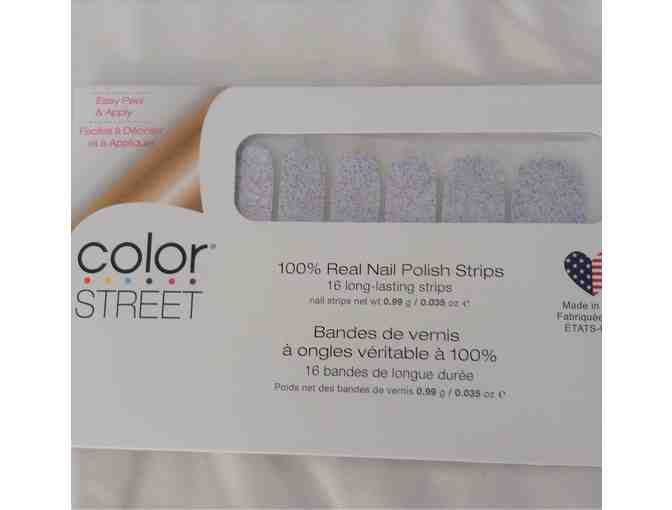 Easy Peel
& Apply
Faciles à Décoller
et à Appliquer
color®
STREET
100% Real Nail Polish Strips
16 long-lasting strips
nail strips net wt 0.99 g / 0.035 oz ℮
Bandes de vernis
à ongles véritable à 100%
16 bandes de longue durée
Poids net des bandes de vernis 0.99 g / 0.035 oz ℮
Made in
Fabriquée
ÉTATS-